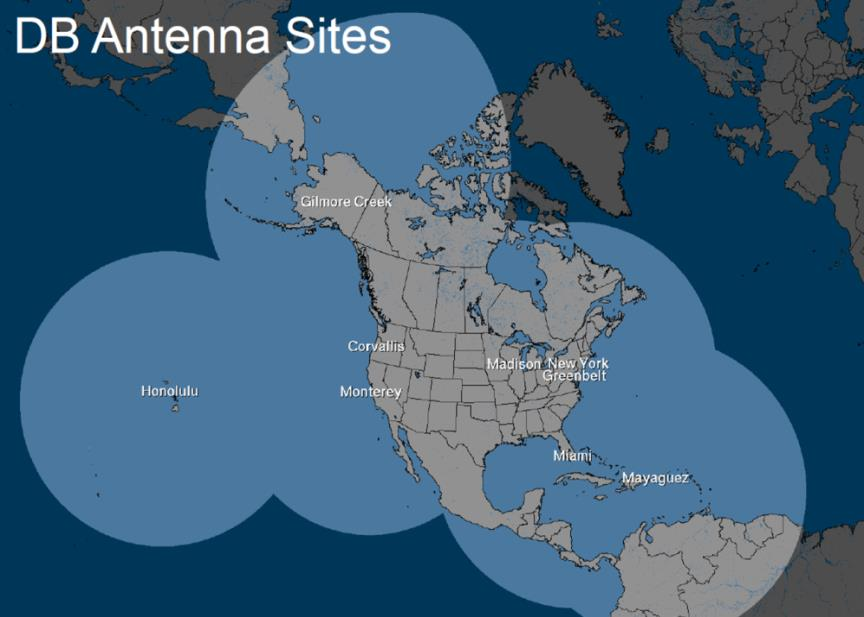 DB Antenna Sites
Gilmore Creek
Corvallis
Madison New York
Greenbelt
Honolulu
Monterey
Miami
Mayaguez